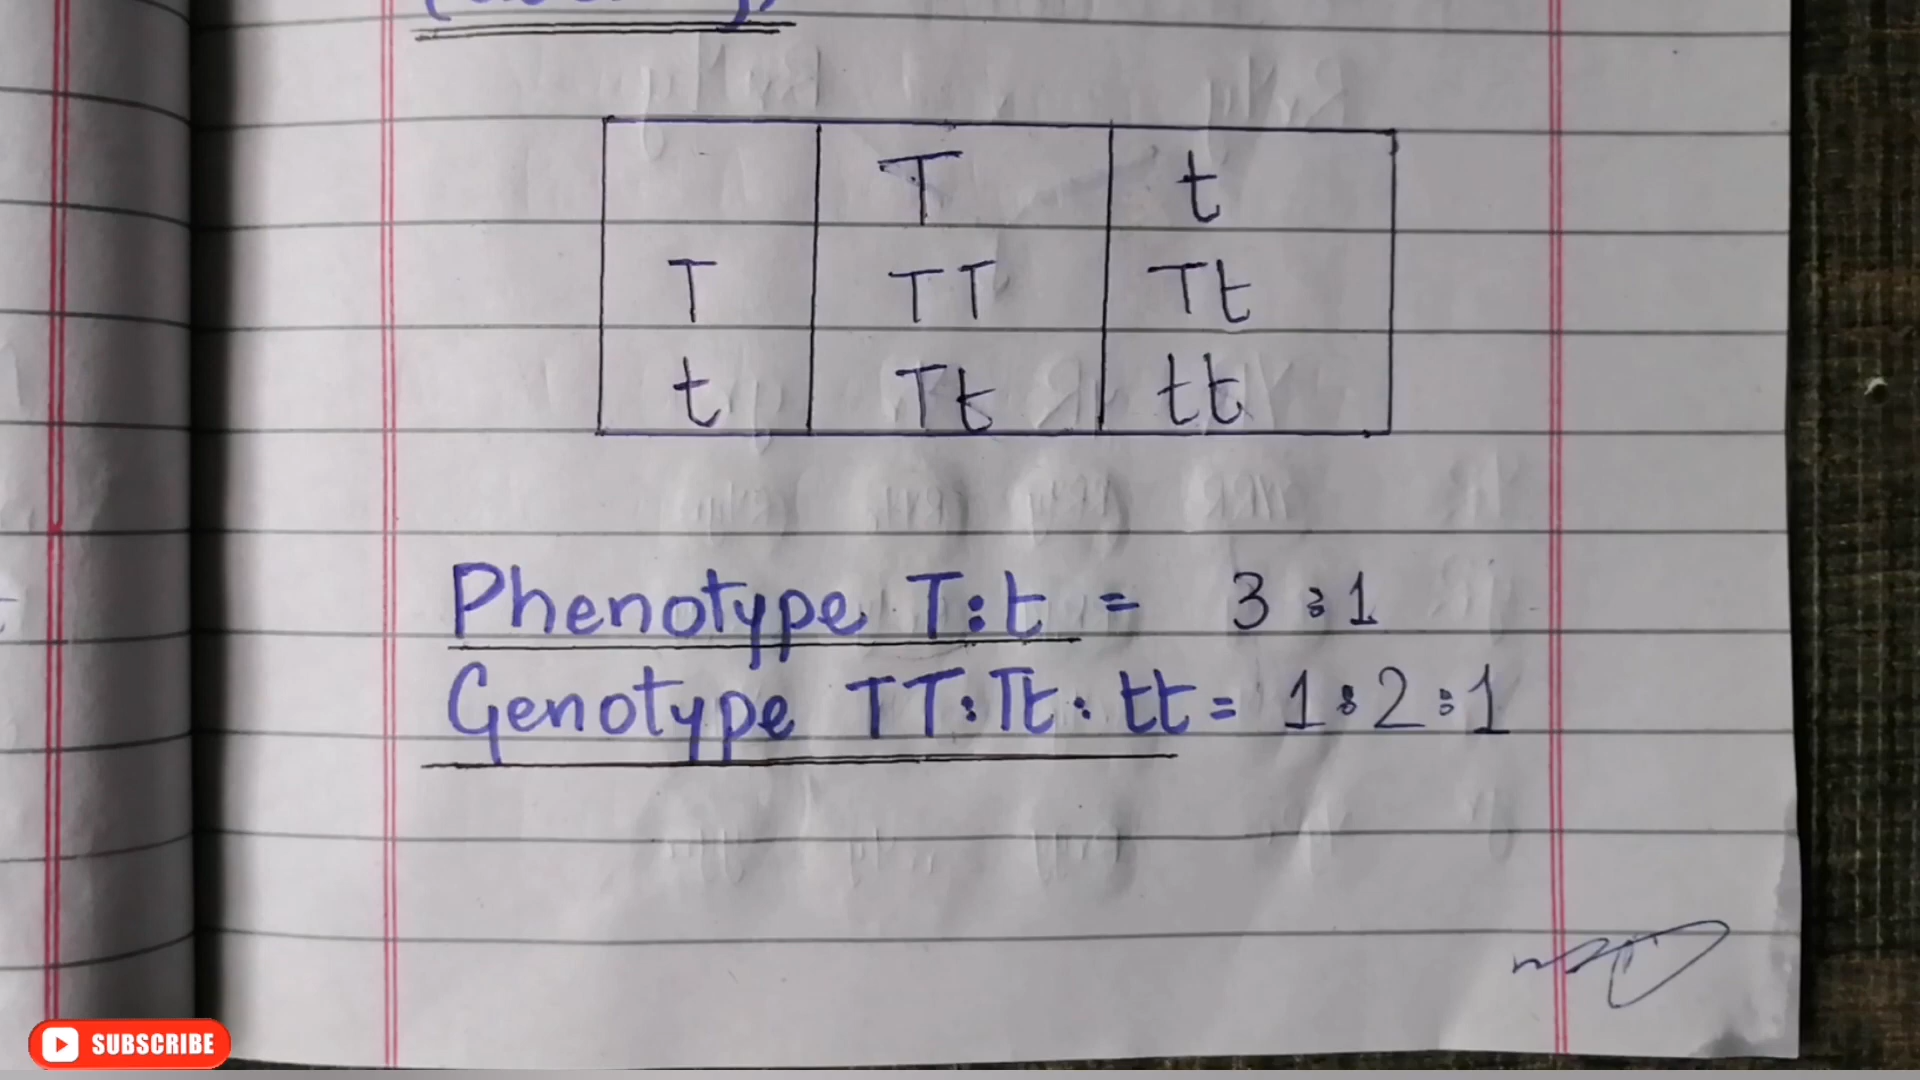 T t
T TT Tt
t Tt tt
Phenotype T:t = 3:1
Genotype TT:Tt:tt = 1:2:1
SUBSCRIBE